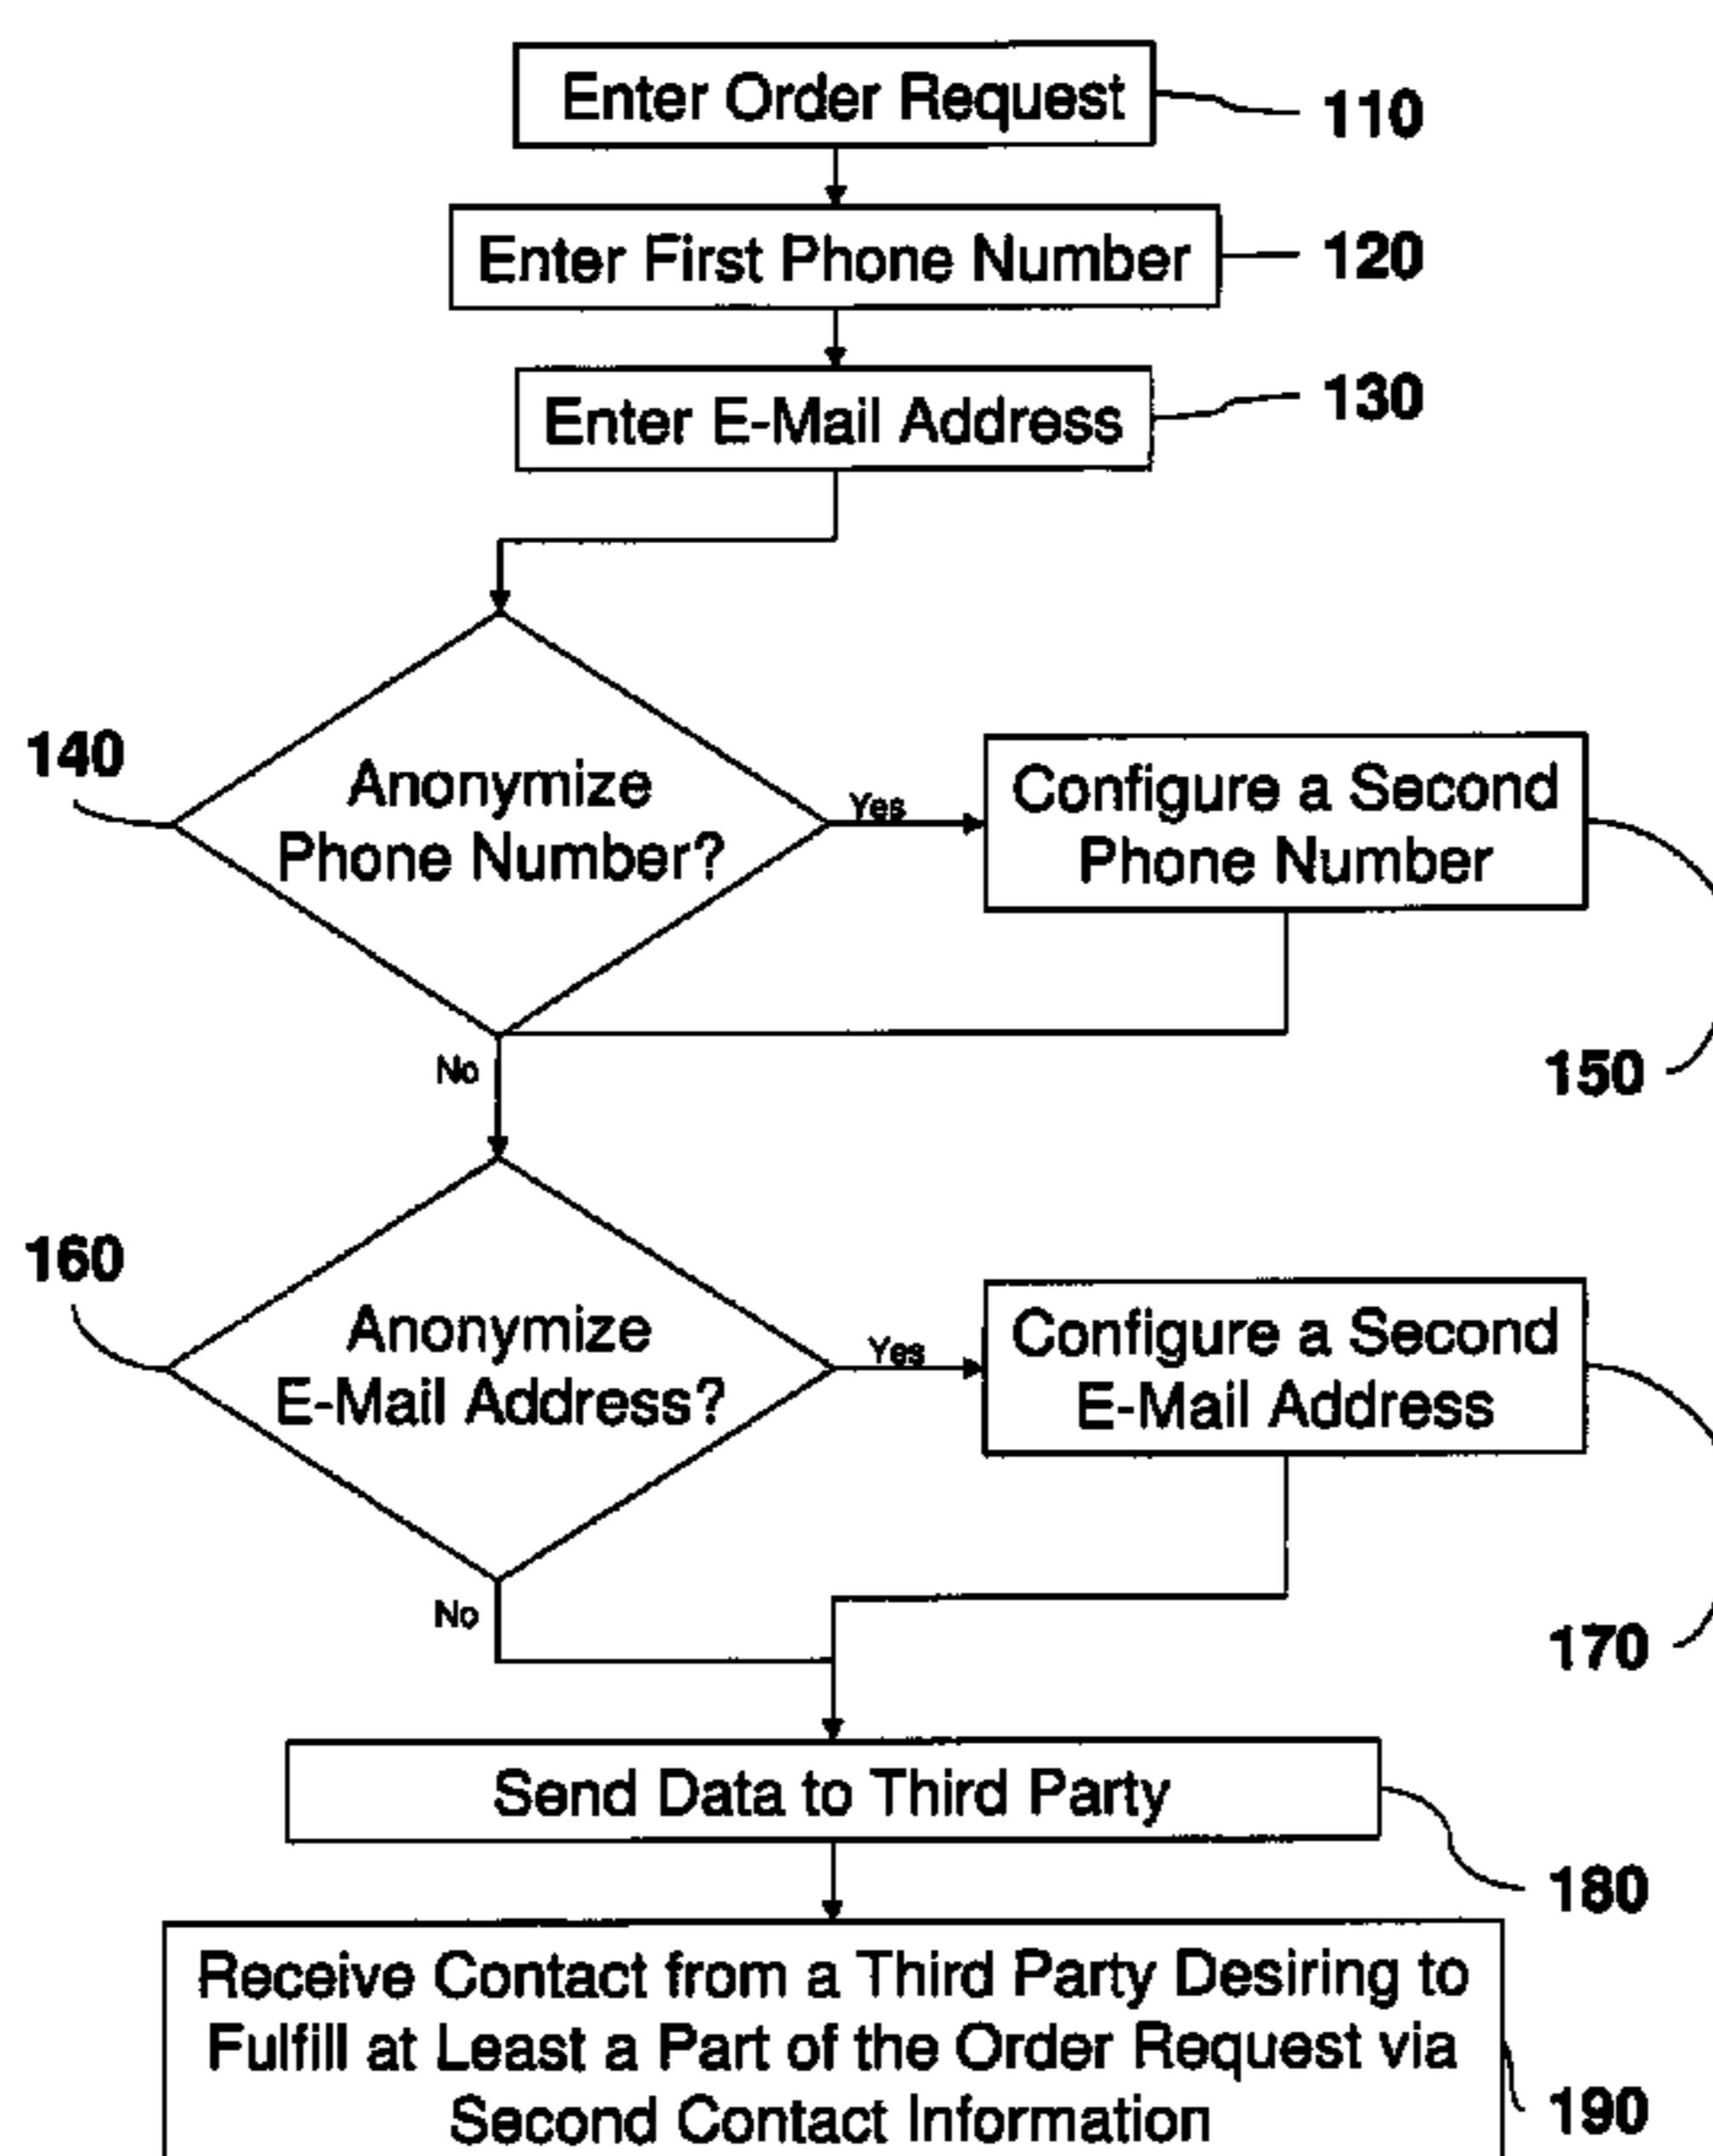 Enter Order Request
110
Enter First Phone Number
120
Enter E-Mail Address
130
140
Anonymize
Phone Number?
Yes
Configure a Second
Phone Number
No
150
160
Anonymize
E-Mail Address?
Yes
Configure a Second
E-Mail Address
No
170
Send Data to Third Party
180
Receive Contact from a Third Party Desiring to
Fulfill at Least a Part of the Order Request via
Second Contact Information
190